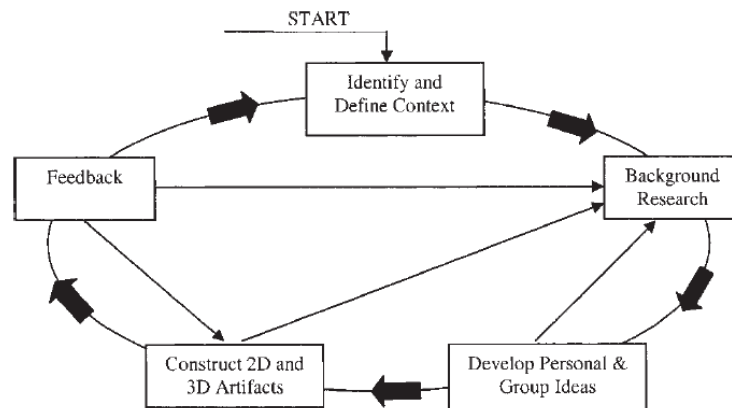 START
Identify and
Define Context
Feedback
Background
Research
Construct 2D and
3D Artifacts
Develop Personal &
Group Ideas